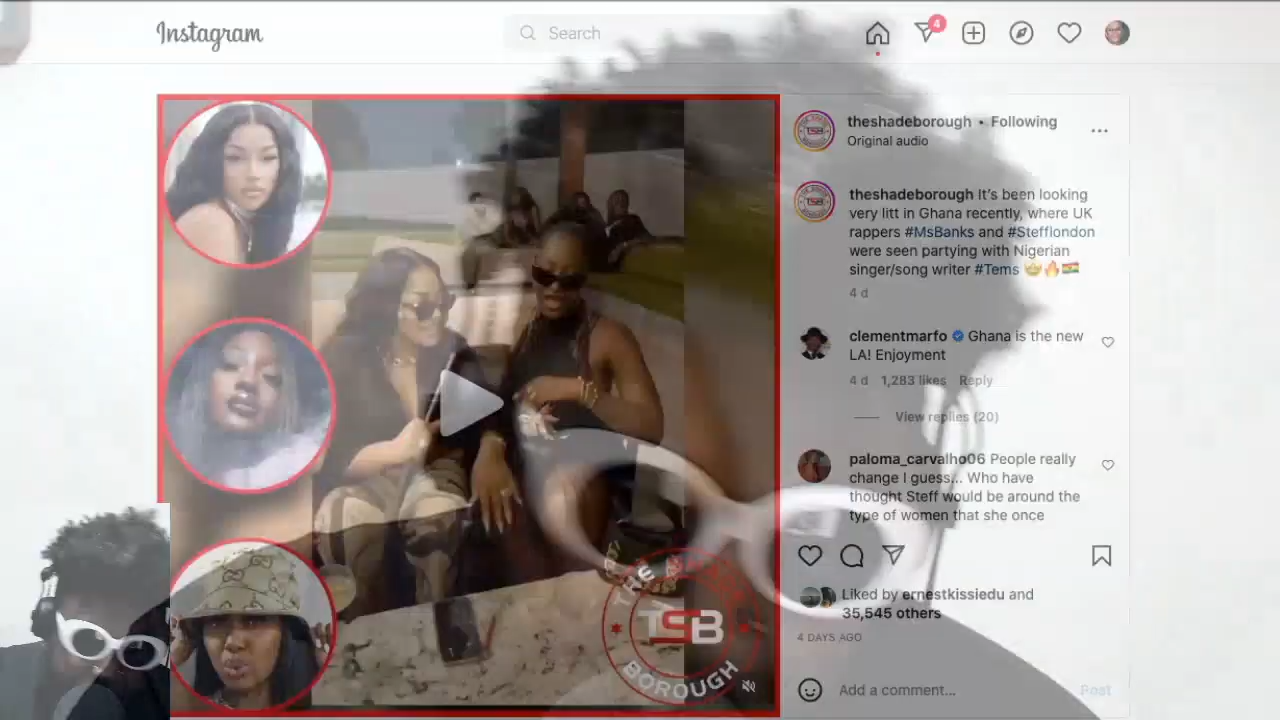 Instagram
Search
4
theshadeborough • Following
Original audio
theshadeborough It's been looking
very litt in Ghana recently, where UK
rappers #MsBanks and #Stefflondon
were seen partying with Nigerian
singer/song writer #Tems 🤩🔥🇬🇭
4 d
clementmarfo Ghana is the new
LA! Enjoyment
4 d 1,283 likes Reply
View replies (20)
paloma_carvalho06 People really
change I guess... Who have
thought Steff would be around the
type of women that she once
Liked by ernestkissiedu and
35,545 others
4 DAYS AGO
Add a comment...
Post
THE
TSB
BOROUGH